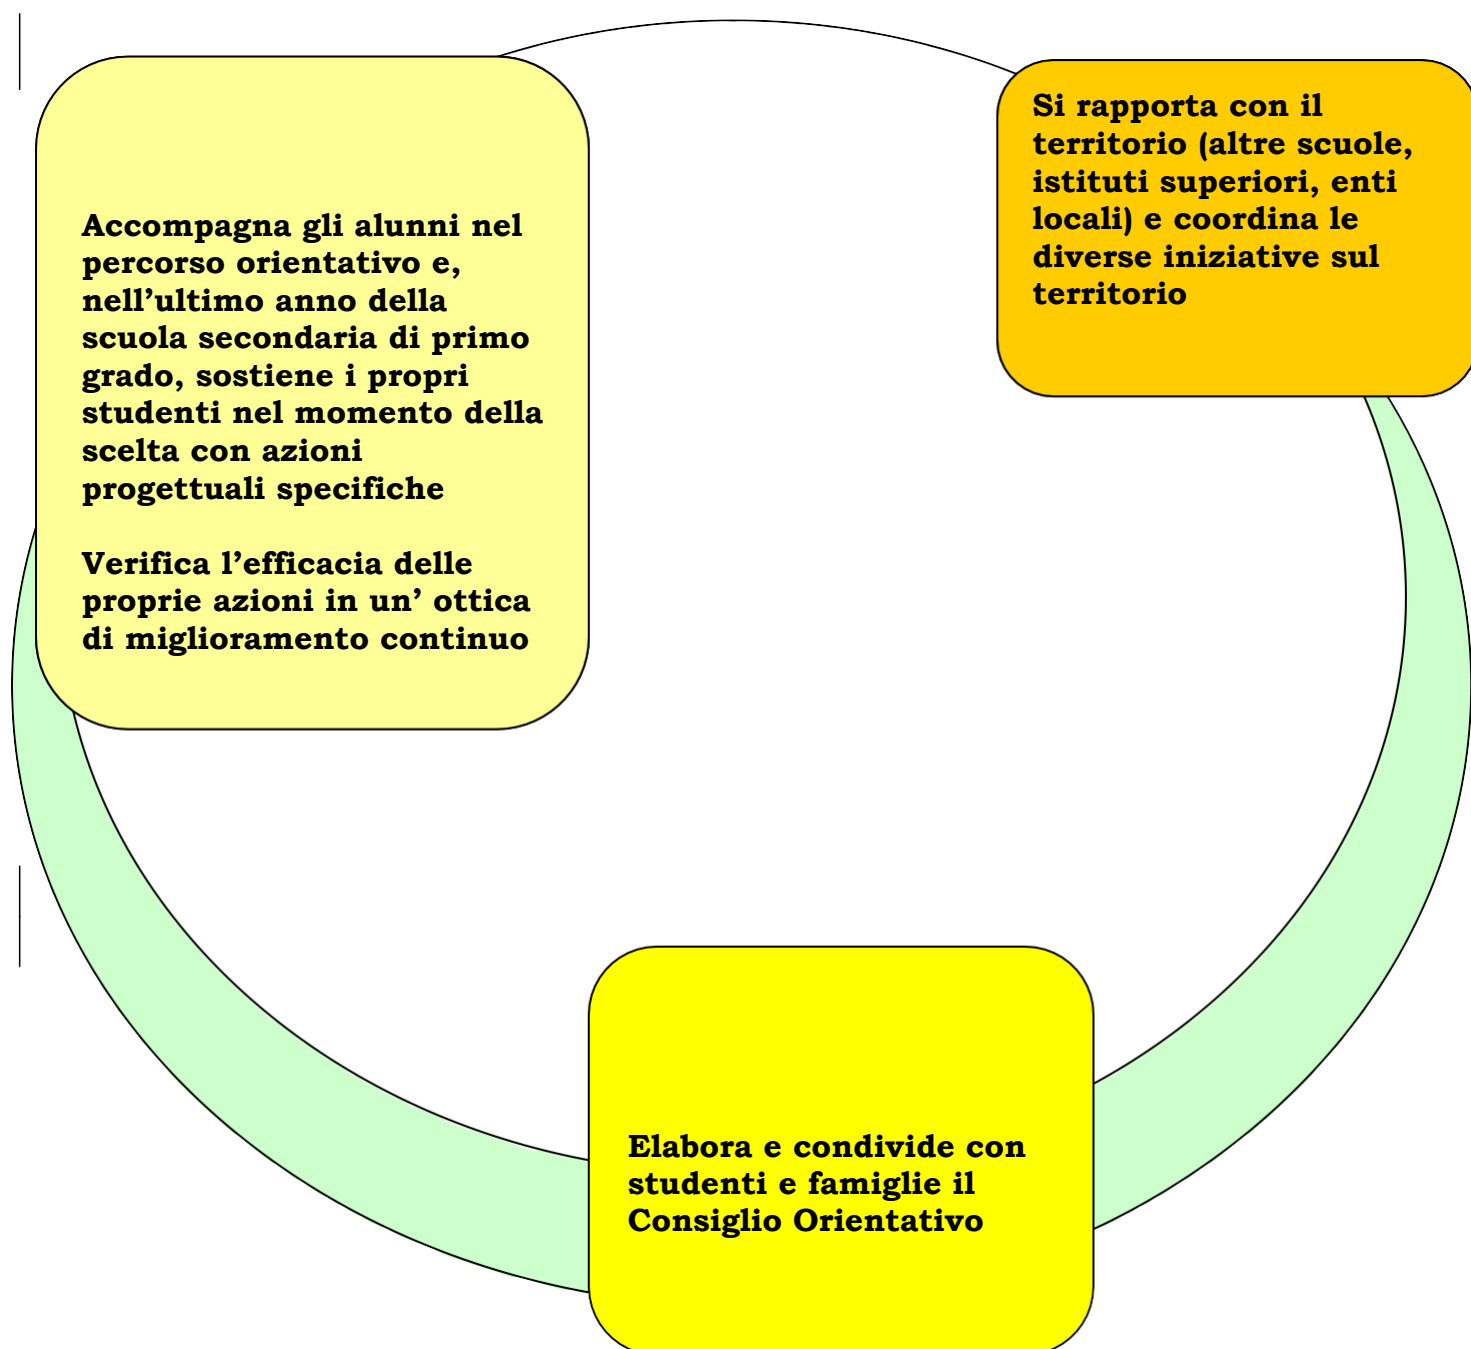 Accompagna gli alunni nel
percorso orientativo e,
nell’ultimo anno della
scuola secondaria di primo
grado, sostiene i propri
studenti nel momento della
scelta con azioni
progettuali specifiche
Verifica l’efficacia delle
proprie azioni in un’ ottica
di miglioramento continuo
Si rapporta con il
territorio (altre scuole,
istituti superiori, enti
locali) e coordina le
diverse iniziative sul
territorio
Elabora e condivide con
studenti e famiglie il
Consiglio Orientativo